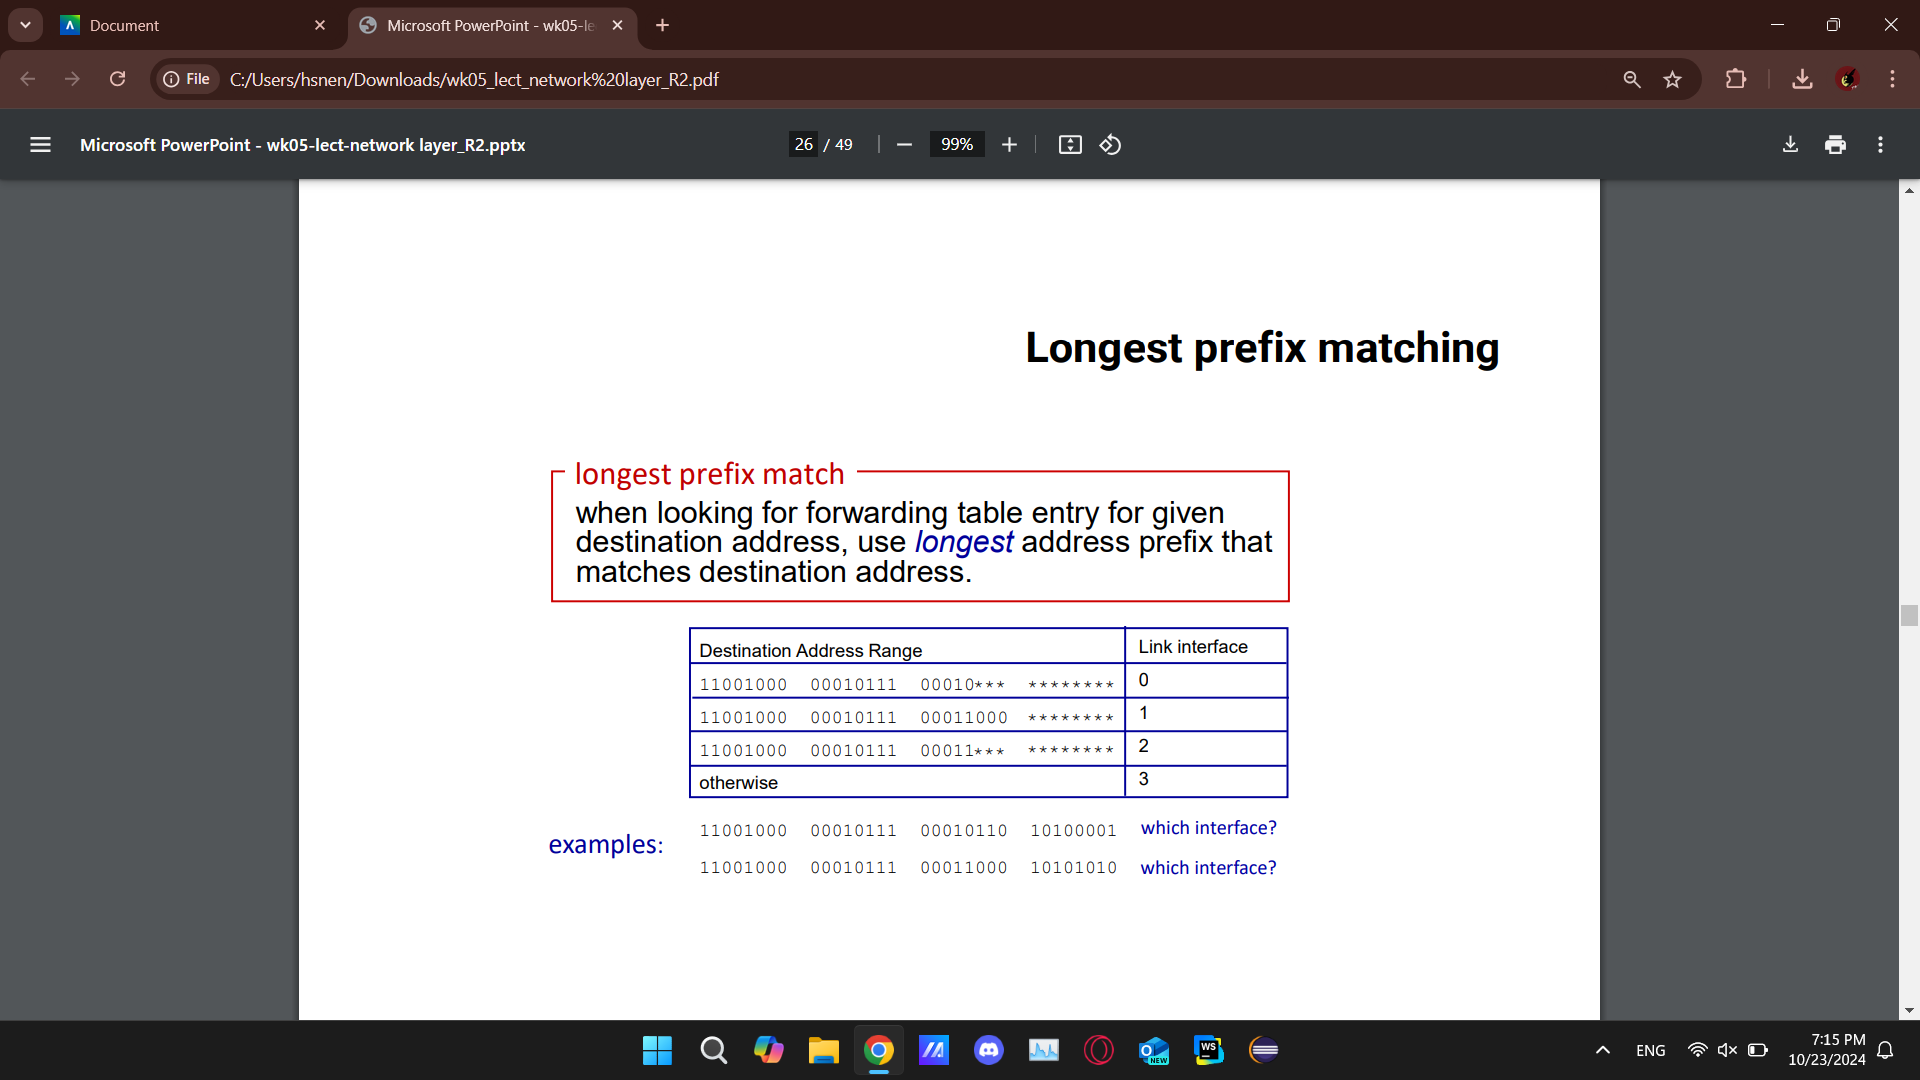 Document
Microsoft PowerPoint - wk05-le
File
C:/Users/hsnen/Downloads/wk05_lect_network%20layer_R2.pdf
Microsoft PowerPoint - wk05-lect-network layer_R2.pptx
26 / 49
99%
Longest prefix matching
longest prefix match
when looking for forwarding table entry for given
destination address, use longest address prefix that
matches destination address.
Destination Address Range Link interface
11001000 00010111 00010*** ******** 0
11001000 00010111 00011000 ******** 1
11001000 00010111 00011*** ******** 2
otherwise 3
examples:
11001000 00010111 00010110 10100001 which interface?
11001000 00010111 00011000 10101010 which interface?
NEW
WS
ENG
7:15 PM
10/23/2024